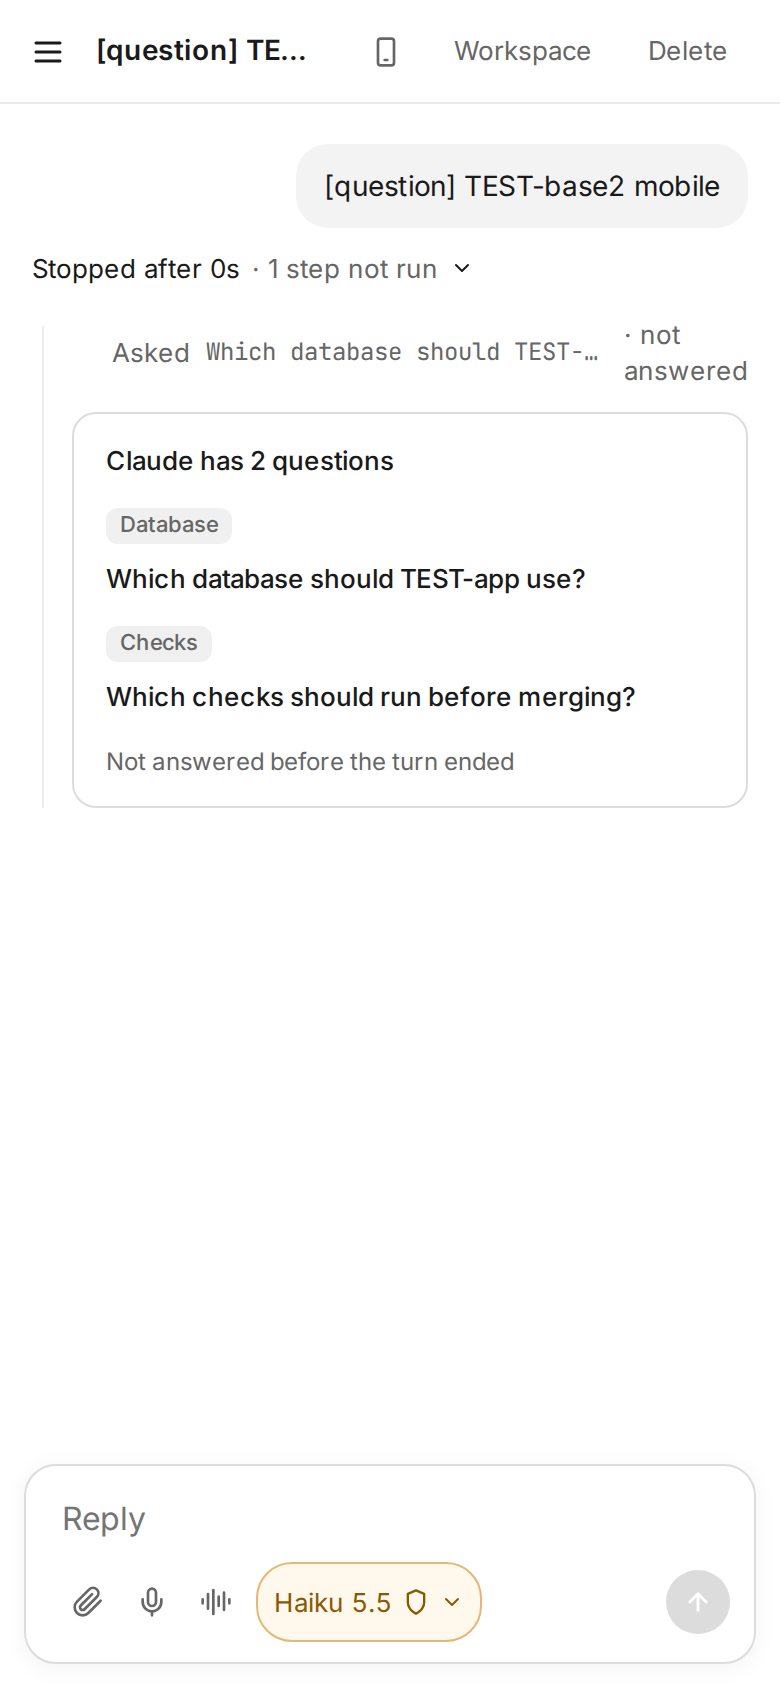 [question] TE...
Workspace
Delete
[question] TEST-base2 mobile
Stopped after 0s · 1 step not run
Asked Which database should TEST-… · not answered
Claude has 2 questions
Database
Which database should TEST-app use?
Checks
Which checks should run before merging?
Not answered before the turn ended
Reply
Haiku 5.5